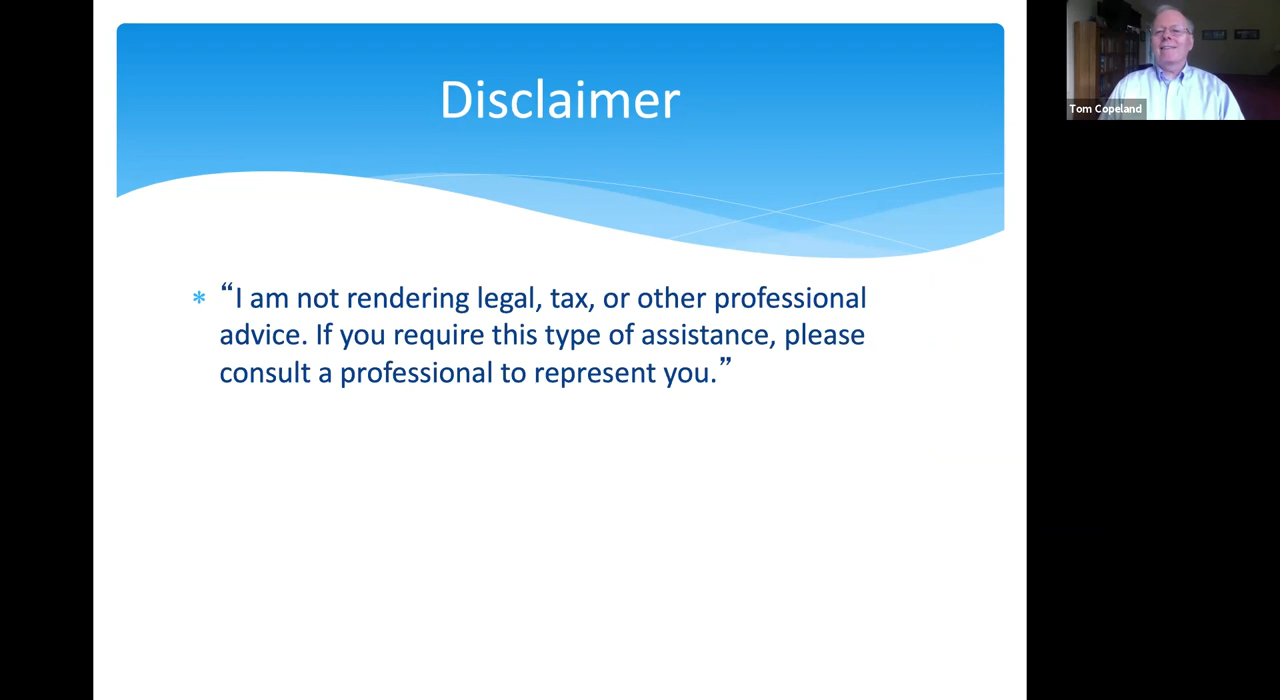 Disclaimer
* “I am not rendering legal, tax, or other professional
advice. If you require this type of assistance, please
consult a professional to represent you.”
Tom Copeland